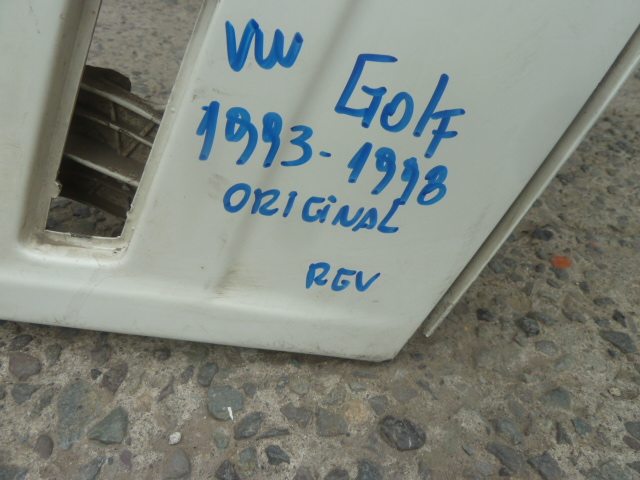 VW Golf
1993-1998
ORIGINAL
REV